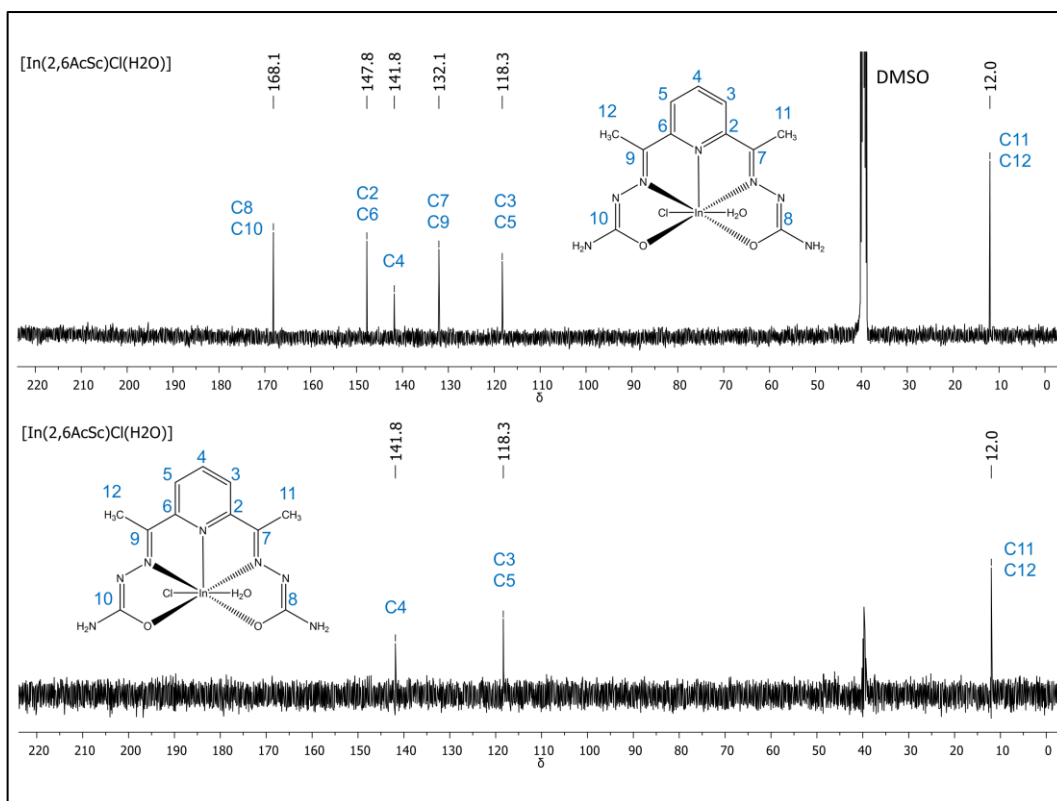 [In(2,6AcSc)Cl(H2O)]
168.1
147.8
141.8
132.1
118.3
DMSO
12.0
4
5
3
12
11
H₃C
6
2
CH₃
N
9
7
N
N
N
N
10
Cl
In
H₂O
8
H₂N
O
O
NH₂
C11
C12
C8
C10
C2
C6
C4
C7
C9
C3
C5
220 210 200 190 180 170 160 150 140 130 120 110 100 90 80 70 60 50 40 30 20 10 0
δ
[In(2,6AcSc)Cl(H2O)]
141.8
118.3
12.0
4
5
3
12
11
H₃C
6
2
CH₃
N
9
7
N
N
N
N
10
Cl
In
H₂O
8
H₂N
O
O
NH₂
C4
C3
C5
C11
C12
220 210 200 190 180 170 160 150 140 130 120 110 100 90 80 70 60 50 40 30 20 10 0
δ